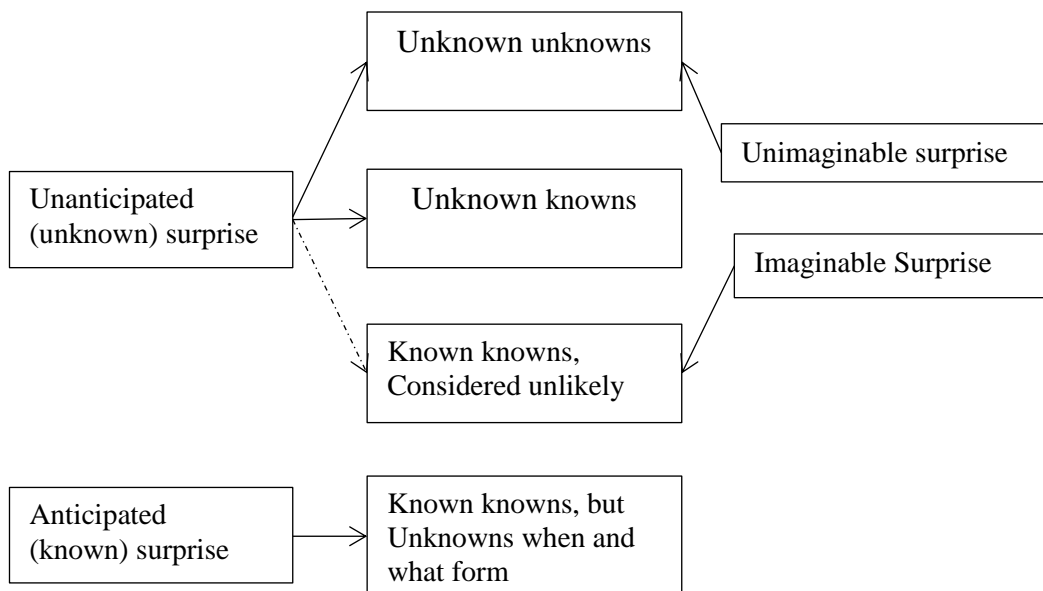 Unknown unknowns
Unimaginable surprise
Unanticipated
(unknown) surprise
Unknown knowns
Imaginable Surprise
Known knowns,
Considered unlikely
Anticipated
(known) surprise
Known knowns, but
Unknowns when and
what form